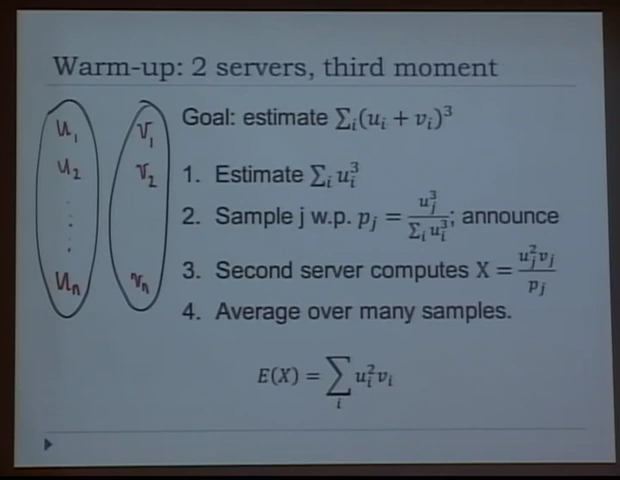 Warm-up: 2 servers, third moment
u₁
u₂
uₙ
v₁
v₂
vₙ
Goal: estimate ∑ᵢ(uᵢ + vᵢ)³
1. Estimate ∑ᵢ uᵢ³
2. Sample j w.p. pⱼ = uⱼ³ / ∑ᵢ uᵢ³; announce
3. Second server computes X = uⱼ²vⱼ / pⱼ
4. Average over many samples.
E(X) = ∑ᵢ uᵢ²vᵢ